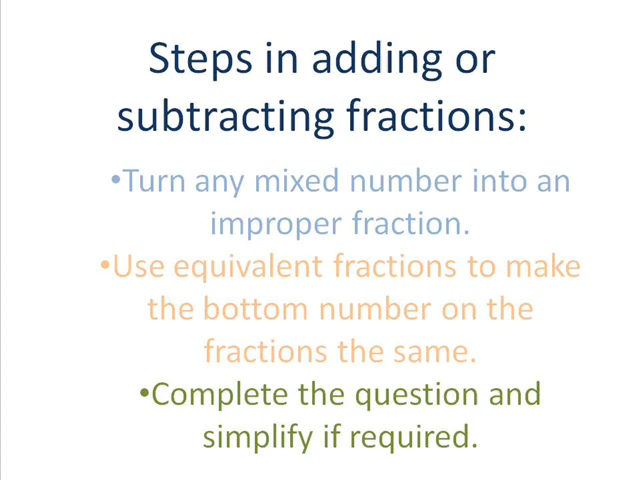 Steps in adding or
subtracting fractions:
•Turn any mixed number into an
improper fraction.
•Use equivalent fractions to make
the bottom number on the
fractions the same.
•Complete the question and
simplify if required.